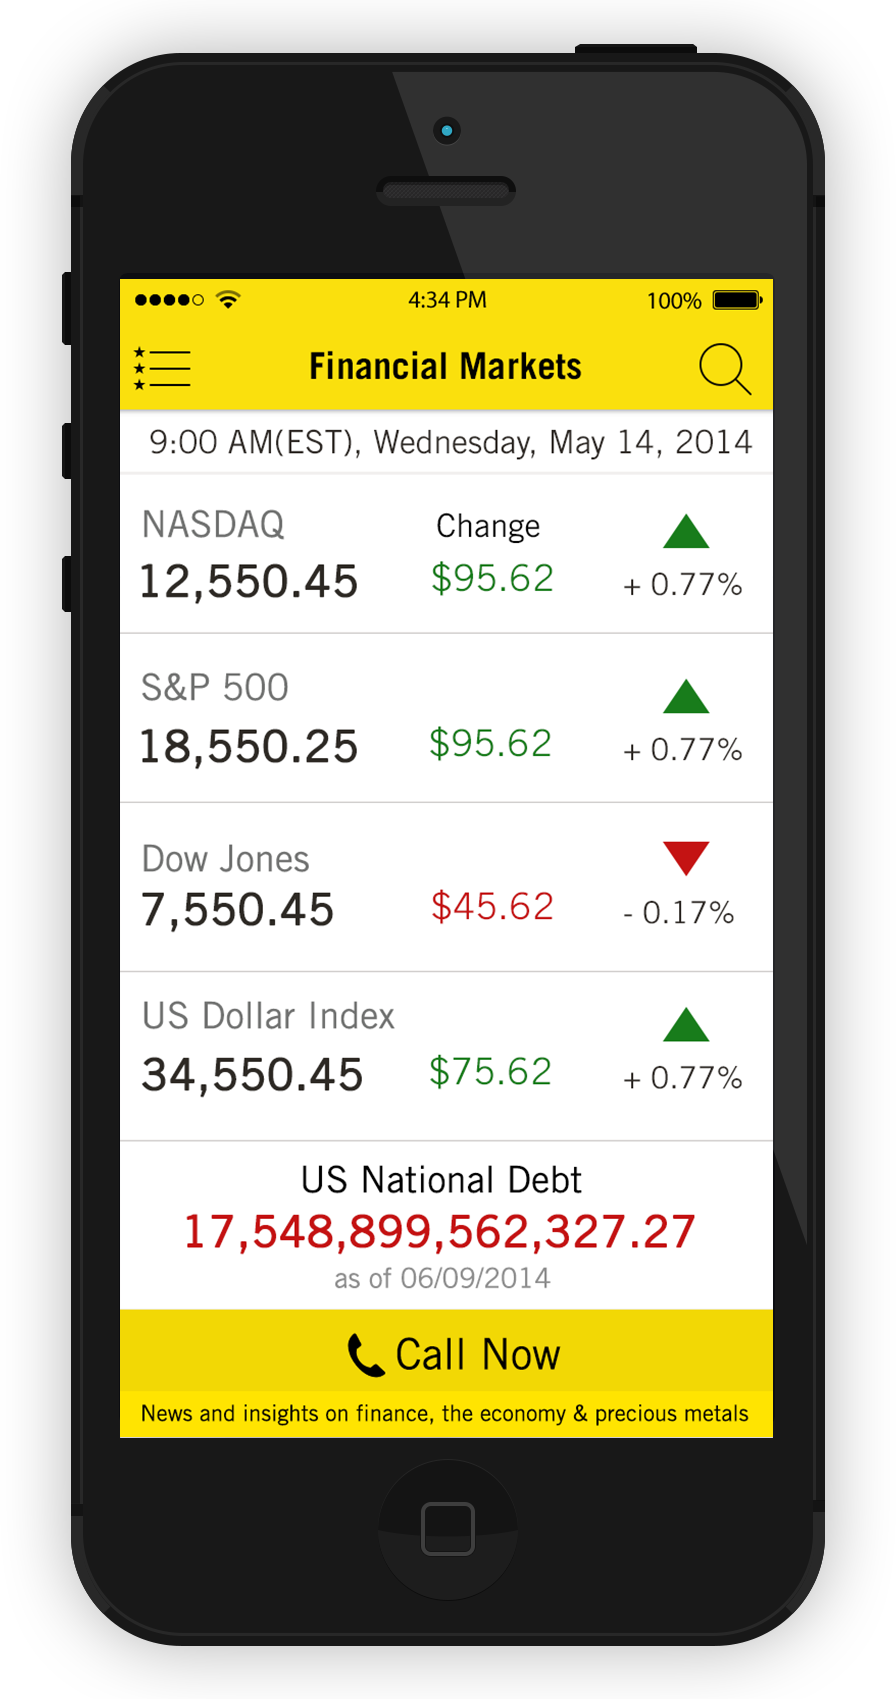 4:34 PM 100%
Financial Markets
9:00 AM(EST), Wednesday, May 14, 2014
NASDAQ Change
12,550.45 $95.62 + 0.77%
S&P 500
18,550.25 $95.62 + 0.77%
Dow Jones
7,550.45 $45.62 - 0.17%
US Dollar Index
34,550.45 $75.62 + 0.77%
US National Debt
17,548,899,562,327.27
as of 06/09/2014
Call Now
News and insights on finance, the economy & precious metals